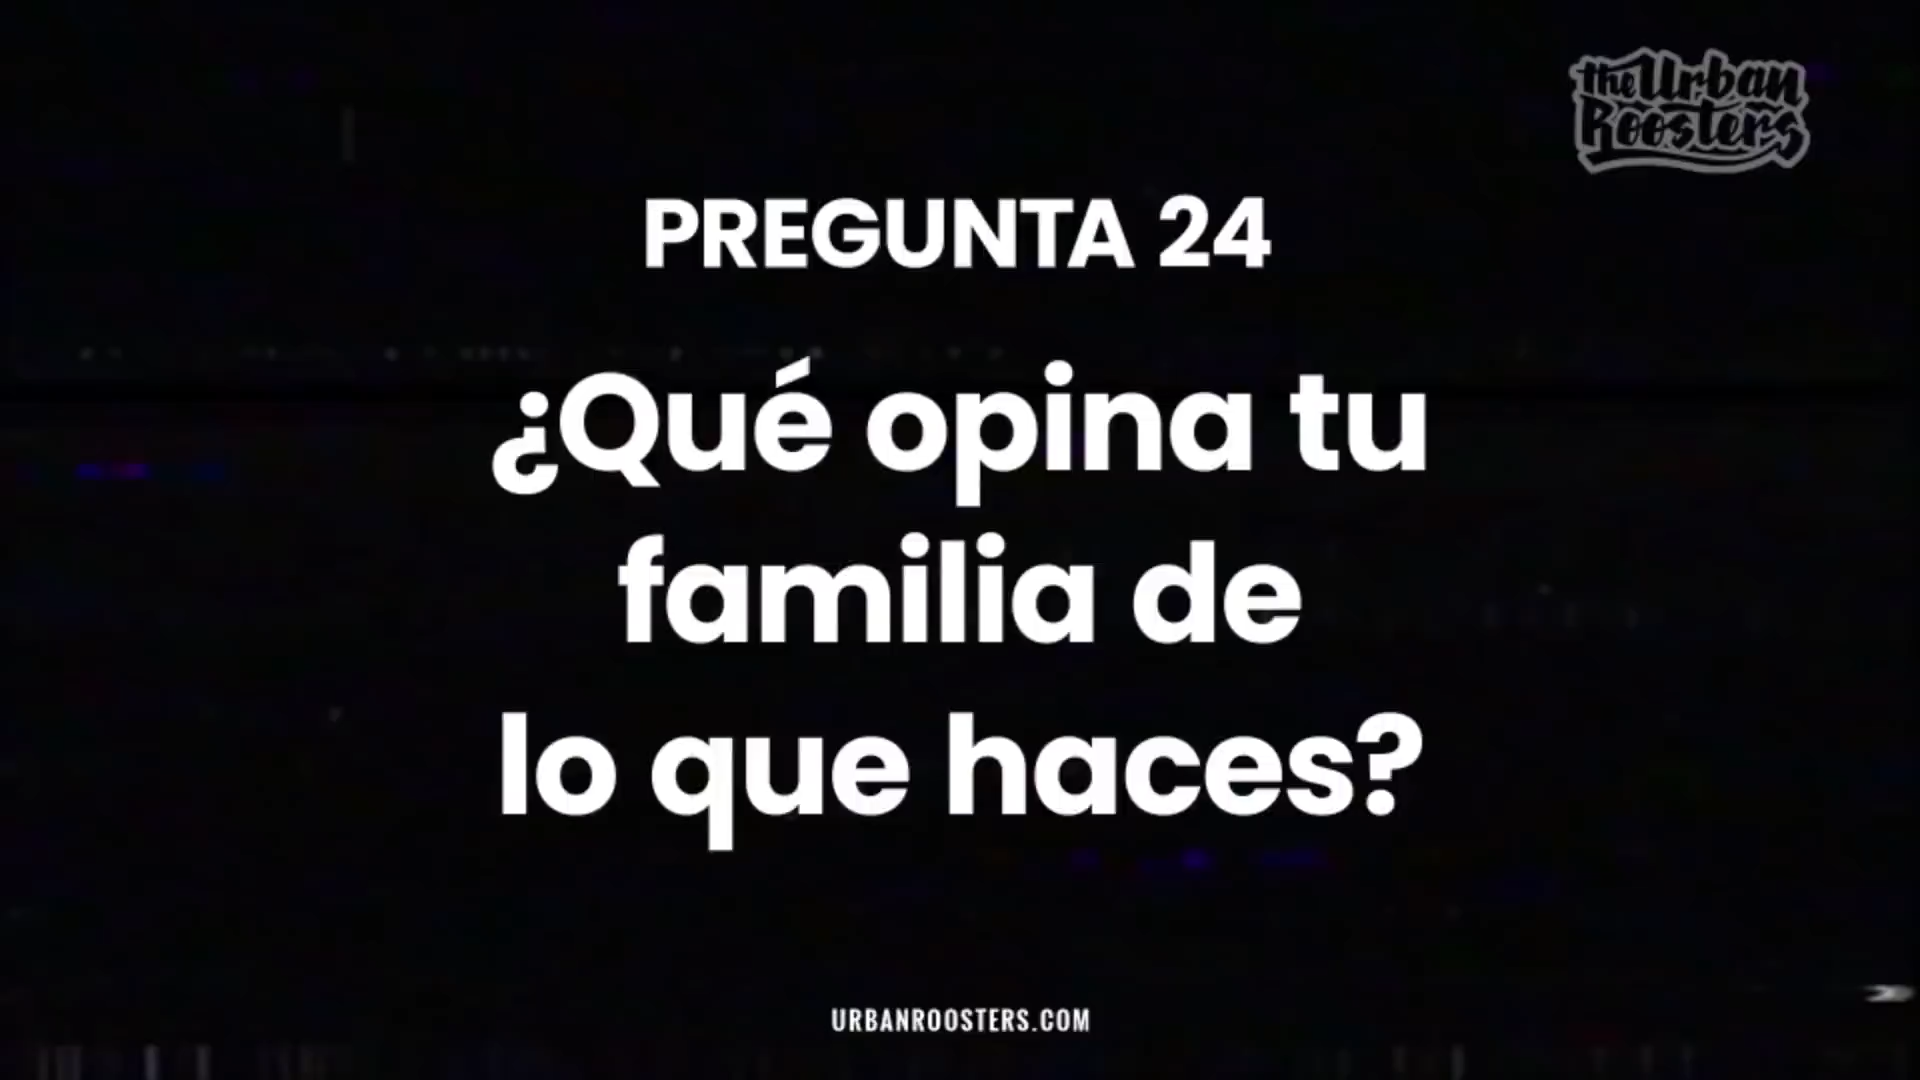 the Urban
Roosters
PREGUNTA 24
¿Qué opina tu
familia de
lo que haces?
URBANROOSTERS.COM